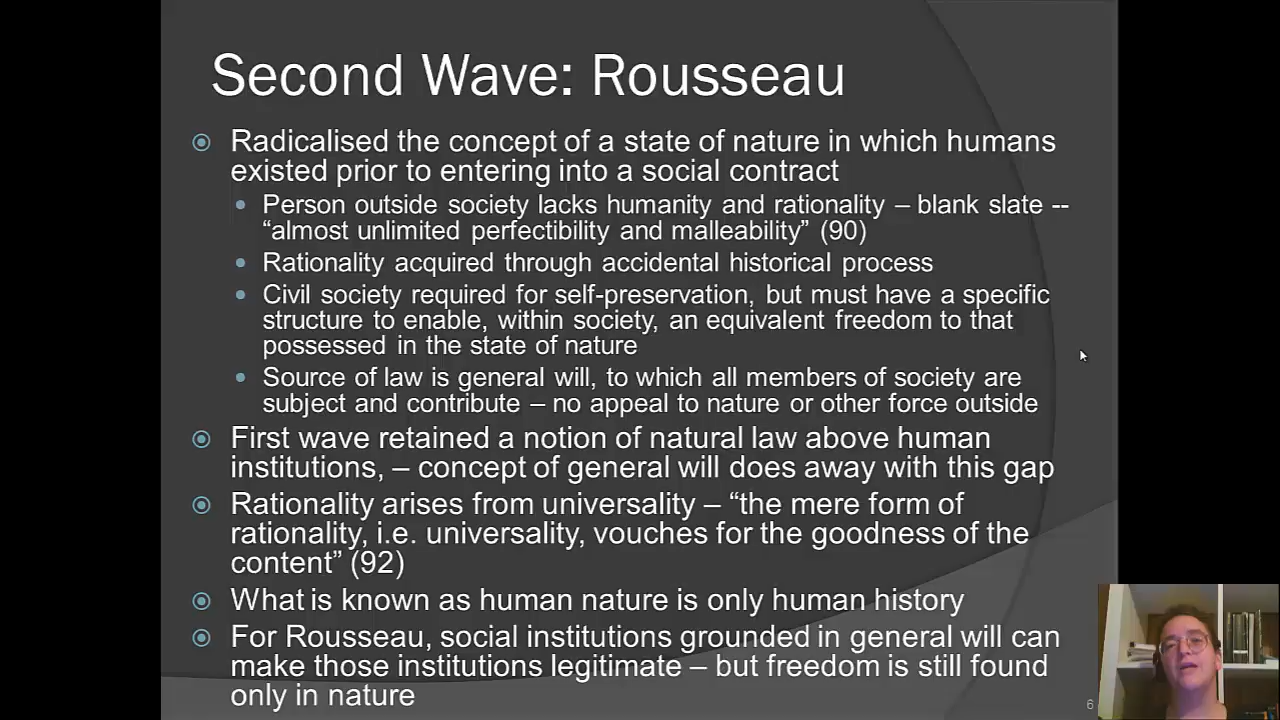 Second Wave: Rousseau
Radicalised the concept of a state of nature in which humans
existed prior to entering into a social contract
Person outside society lacks humanity and rationality – blank slate --
“almost unlimited perfectibility and malleability” (90)
Rationality acquired through accidental historical process
Civil society required for self-preservation, but must have a specific
structure to enable, within society, an equivalent freedom to that
possessed in the state of nature
Source of law is general will, to which all members of society are
subject and contribute – no appeal to nature or other force outside
First wave retained a notion of natural law above human
institutions, – concept of general will does away with this gap
Rationality arises from universality – “the mere form of
rationality, i.e. universality, vouches for the goodness of the
content” (92)
What is known as human nature is only human history
For Rousseau, social institutions grounded in general will can
make those institutions legitimate – but freedom is still found
only in nature
6